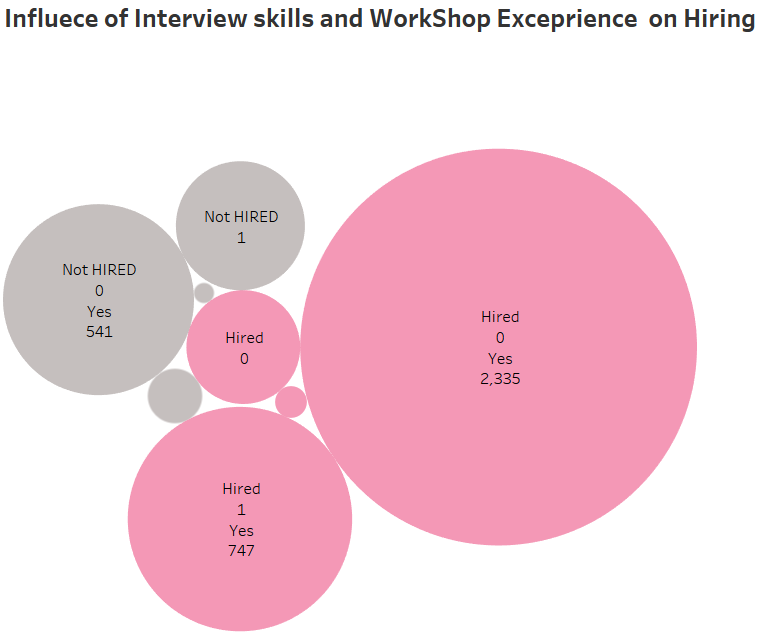 Influece of Interview skills and WorkShop Exceprience  on Hiring
Not HIRED
1
Not HIRED
0
Yes
541
Hired
0
Hired
0
Yes
2,335
Hired
1
Yes
747